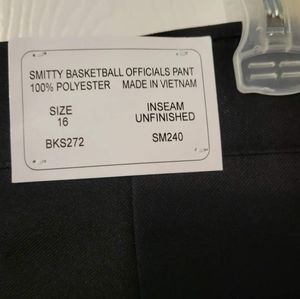 SMITTY BASKETBALL OFFICIALS PANT
100% POLYESTER MADE IN VIETNAM
SIZE INSEAM
16 UNFINISHED
BKS272 SM240